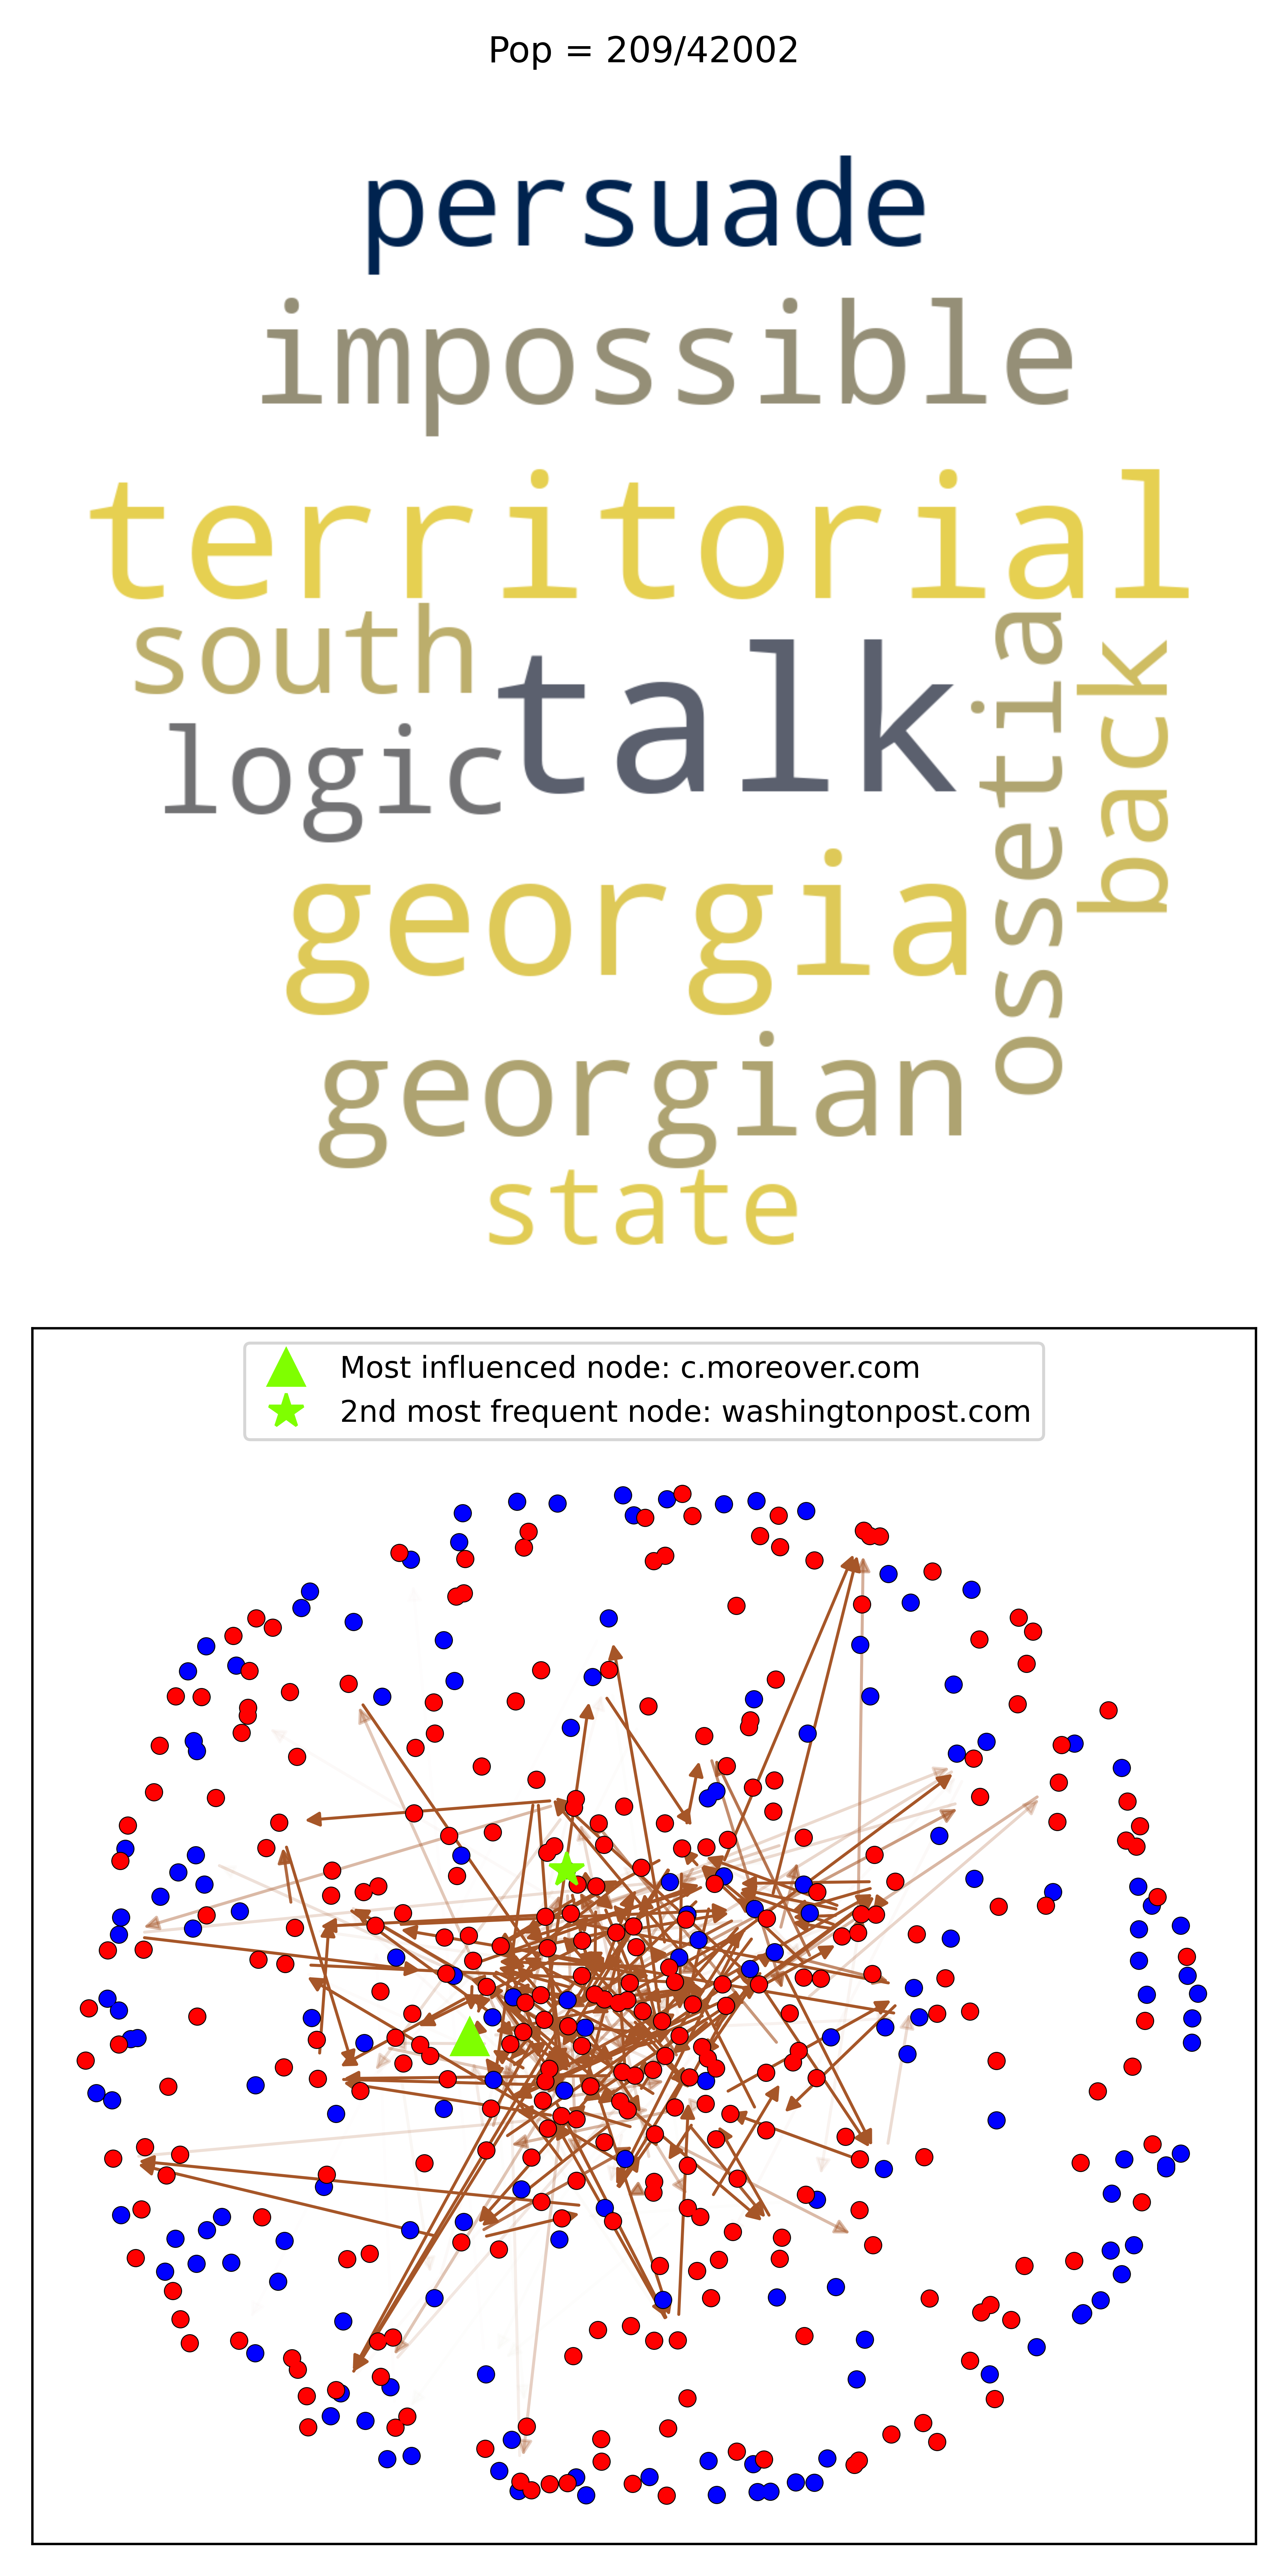 Pop = 209/42002
persuade
impossible
territorial
south
talk
logic
ossetia
back
georgia
georgian
state
Most influenced node: c.moreover.com
2nd most frequent node: washingtonpost.com